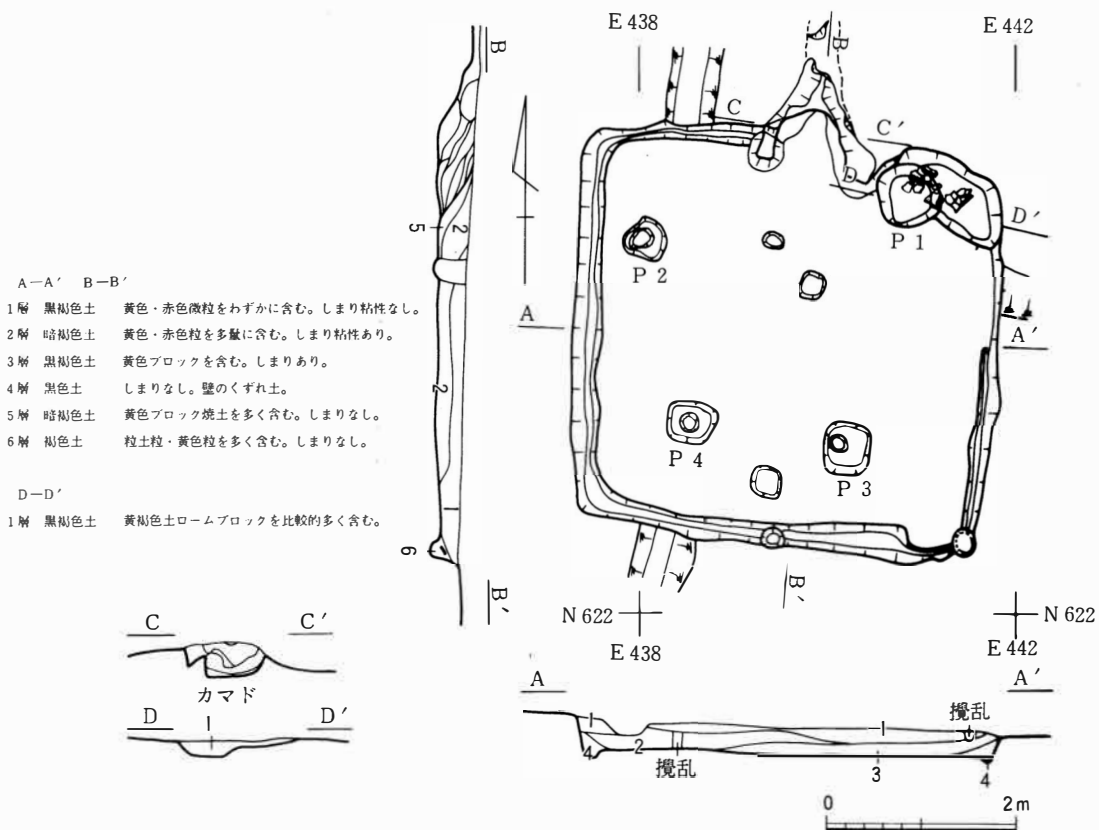 E 438
E 442
B
B
C
C′
D
D′
P 1
P 2
5
2
A
A′
A—A′ B—B′
1層 黒褐色土 黄色・赤色微粒をわずかに含む。しまり粘性なし。
2層 暗褐色土 黄色・赤色粒を多量に含む。しまり粘性あり。
3層 黒褐色土 黄色ブロックを含む。しまりあり。
4層 黒色土 しまりなし。壁のくずれ土。
5層 暗褐色土 黄色ブロック焼土を多く含む。しまりなし。
6層 褐色土 粒土粒・黄色粒を多く含む。しまりなし。
2
P 4
P 3
D—D′
1層 黒褐色土 黄褐色土ロームブロックを比較的多く含む。
1
6
B′
B′
N 622
N 622
E 438
E 442
C
C′
カマド
D
1
D′
A
A′
1
1
攪乱
4
2
攪乱
3
4
0
2m